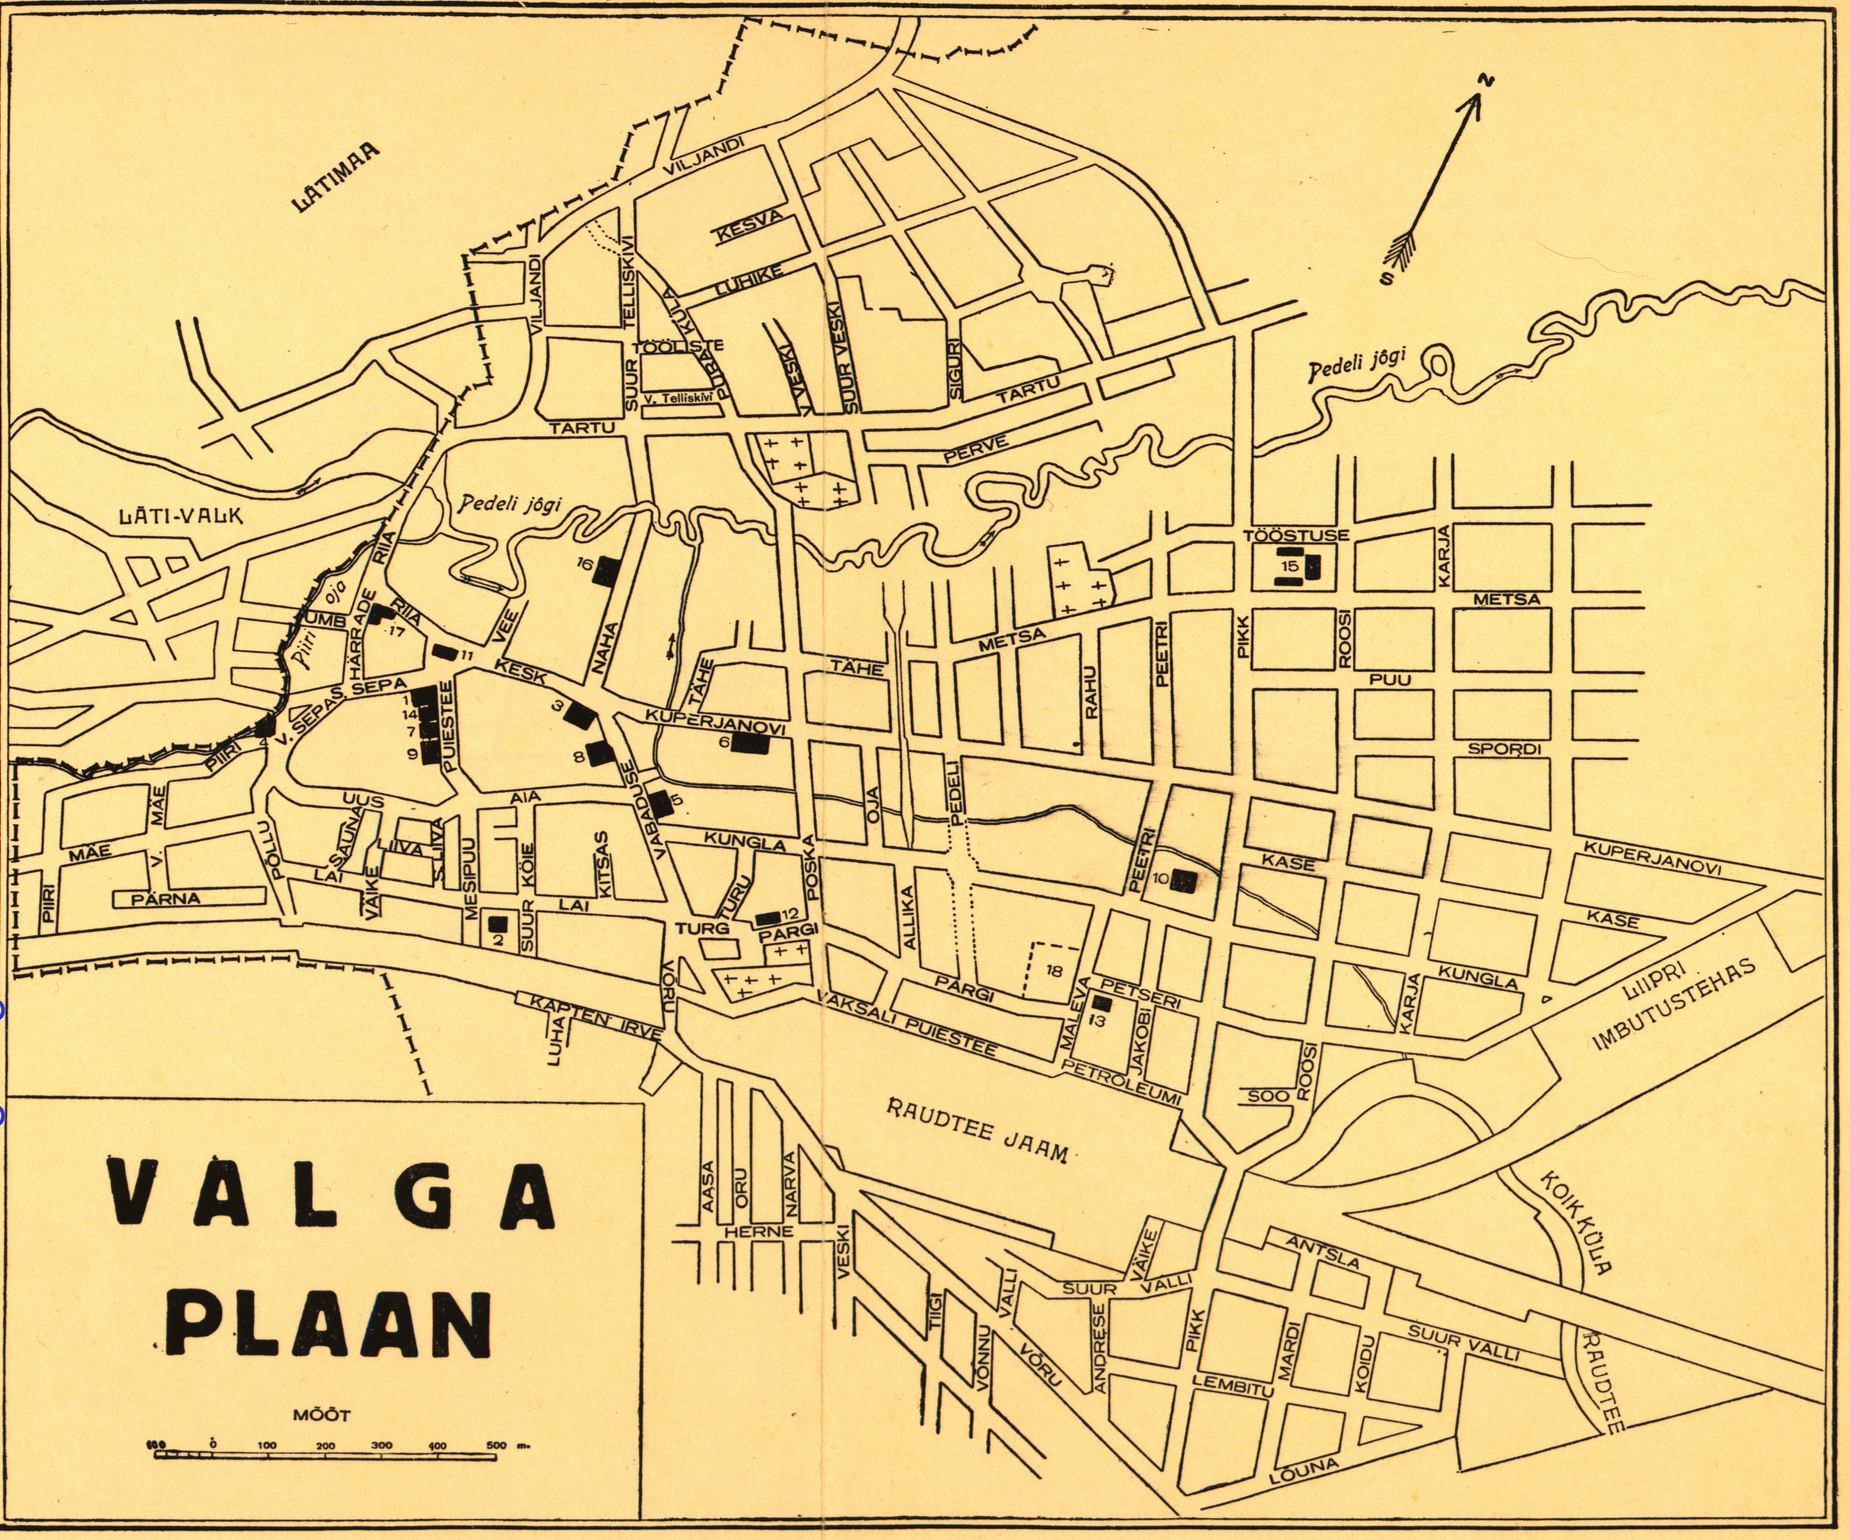 N
S
LÄTIMAA
VILJANDI
KESVA
LÜHIKE
VILJANDI
TELLISKIVI
KÜLA
TÖÖLISTE
SUUR
PURA
V. Telliskivi
V. VESKI
SUUR VESKI
SIGURI
TARTU
TARTU
PERVE
Pedeli jõgi
Pedeli jõgi
LÄTI-VALK
RIIA
oja
Piiri
UMB
HÄRRADE
RIIA
17
11
16
VEE
KESK
NAHA
TÄHE
TÄHE
METSA
RAHU
PEETRI
PIKK
TÖÖSTUSE
15
KARJA
METSA
ROOSI
PUU
SPORDI
V. SEPA
SEPA
1
14
7
9
PUIESTEE
3
8
KUPERJANOVI
6
4
PIIRI
MÄE
V.
MÄE
PIIRI
PÄRNA
PÕLLU
UUS
SAUNA
LIIVA
S. LIIVA
LAI
VÄIKE
AIA
MESIPUU
KÕIE
SUUR
KITSAS
LAI
2
VABADUSE
5
KUNGLA
TURU
POSKA
TURG
12
PARGI
OJA
ALLIKA
PEDELI
PEETRI
10
KASE
KUPERJANOVI
KASE
KUNGLA
KARJA
LIIPRI
IMBUTUSTEHAS
PARGI
18
MALEVA
PETSERI
13
JAKOBI
PETROLEUMI
VAKSALI PUIESTEE
VÕRU
KAPTEN IRVE
LUHA
SOO
ROOSI
RAUDTEE JAAM
AASA
ORU
NARVA
HERNE
VESKI
TIIGI
VÕNNU
VALLI
VÕRU
SUUR
VÄIKE
VALLI
ANDRESE
PIKK
ANTSLA
MARDI
KOIDU
SUUR VALLI
LEMBITU
LÕUNA
KOIKKÜLA
RAUDTEE
VALGA
PLAAN
MÕÕT
100 0 100 200 300 400 500 m.